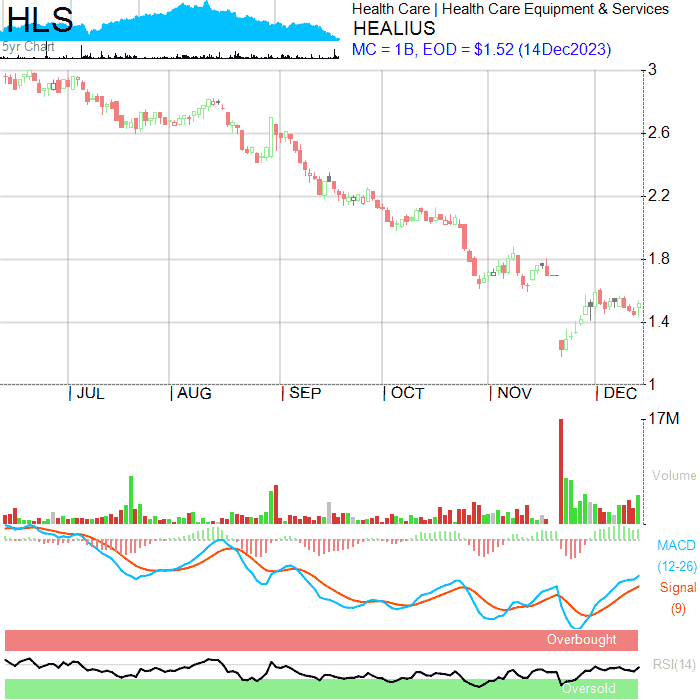 HLS
5yr Chart
Health Care | Health Care Equipment & Services
HEALIUS
MC = 1B, EOD = $1.52 (14Dec2023)
3
2.6
2.2
1.8
1.4
1
JUL
AUG
SEP
OCT
NOV
DEC
17M
Volume
MACD
(12-26)
Signal
(9)
Overbought
RSI(14)
Oversold